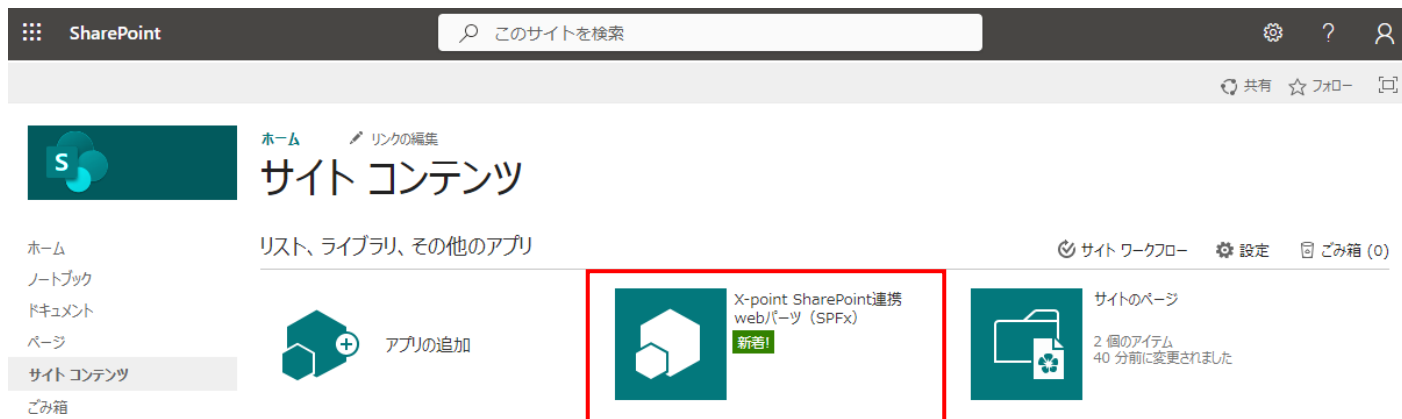 SharePoint
このサイトを検索
?
共有 フォロー
S
ホーム リンクの編集
サイト コンテンツ
ホーム
ノートブック
ドキュメント
ページ
サイト コンテンツ
ごみ箱
リスト、ライブラリ、その他のアプリ
サイト ワークフロー 設定 ごみ箱 (0)
アプリの追加
X-point SharePoint連携
webパーツ（SPFx）
新着!
サイトのページ
2 個のアイテム
40 分前に変更されました